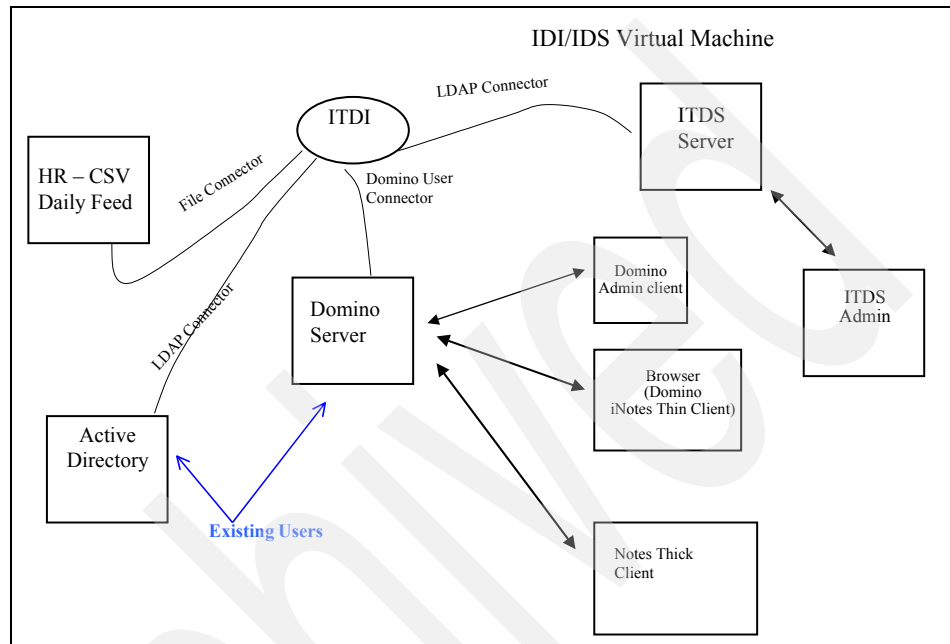 IDI/IDS Virtual Machine
LDAP Connector
ITDI
ITDS
Server
HR – CSV
Daily Feed
File Connector
Domino User
Connector
LDAP Connector
Domino
Server
Domino
Admin client
ITDS
Admin
Browser
(Domino
iNotes Thin Client)
Active
Directory
Existing Users
Notes Thick
Client